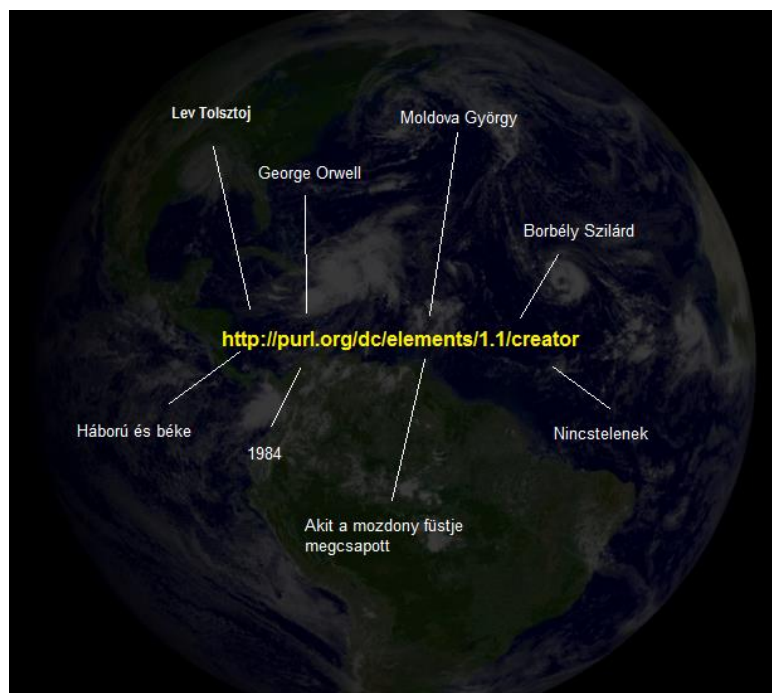 Lev Tolsztoj
Moldova György
George Orwell
Borbély Szilárd
http://purl.org/dc/elements/1.1/creator
Háború és béke
Nincstelenek
1984
Akit a mozdony füstje
megcsapott